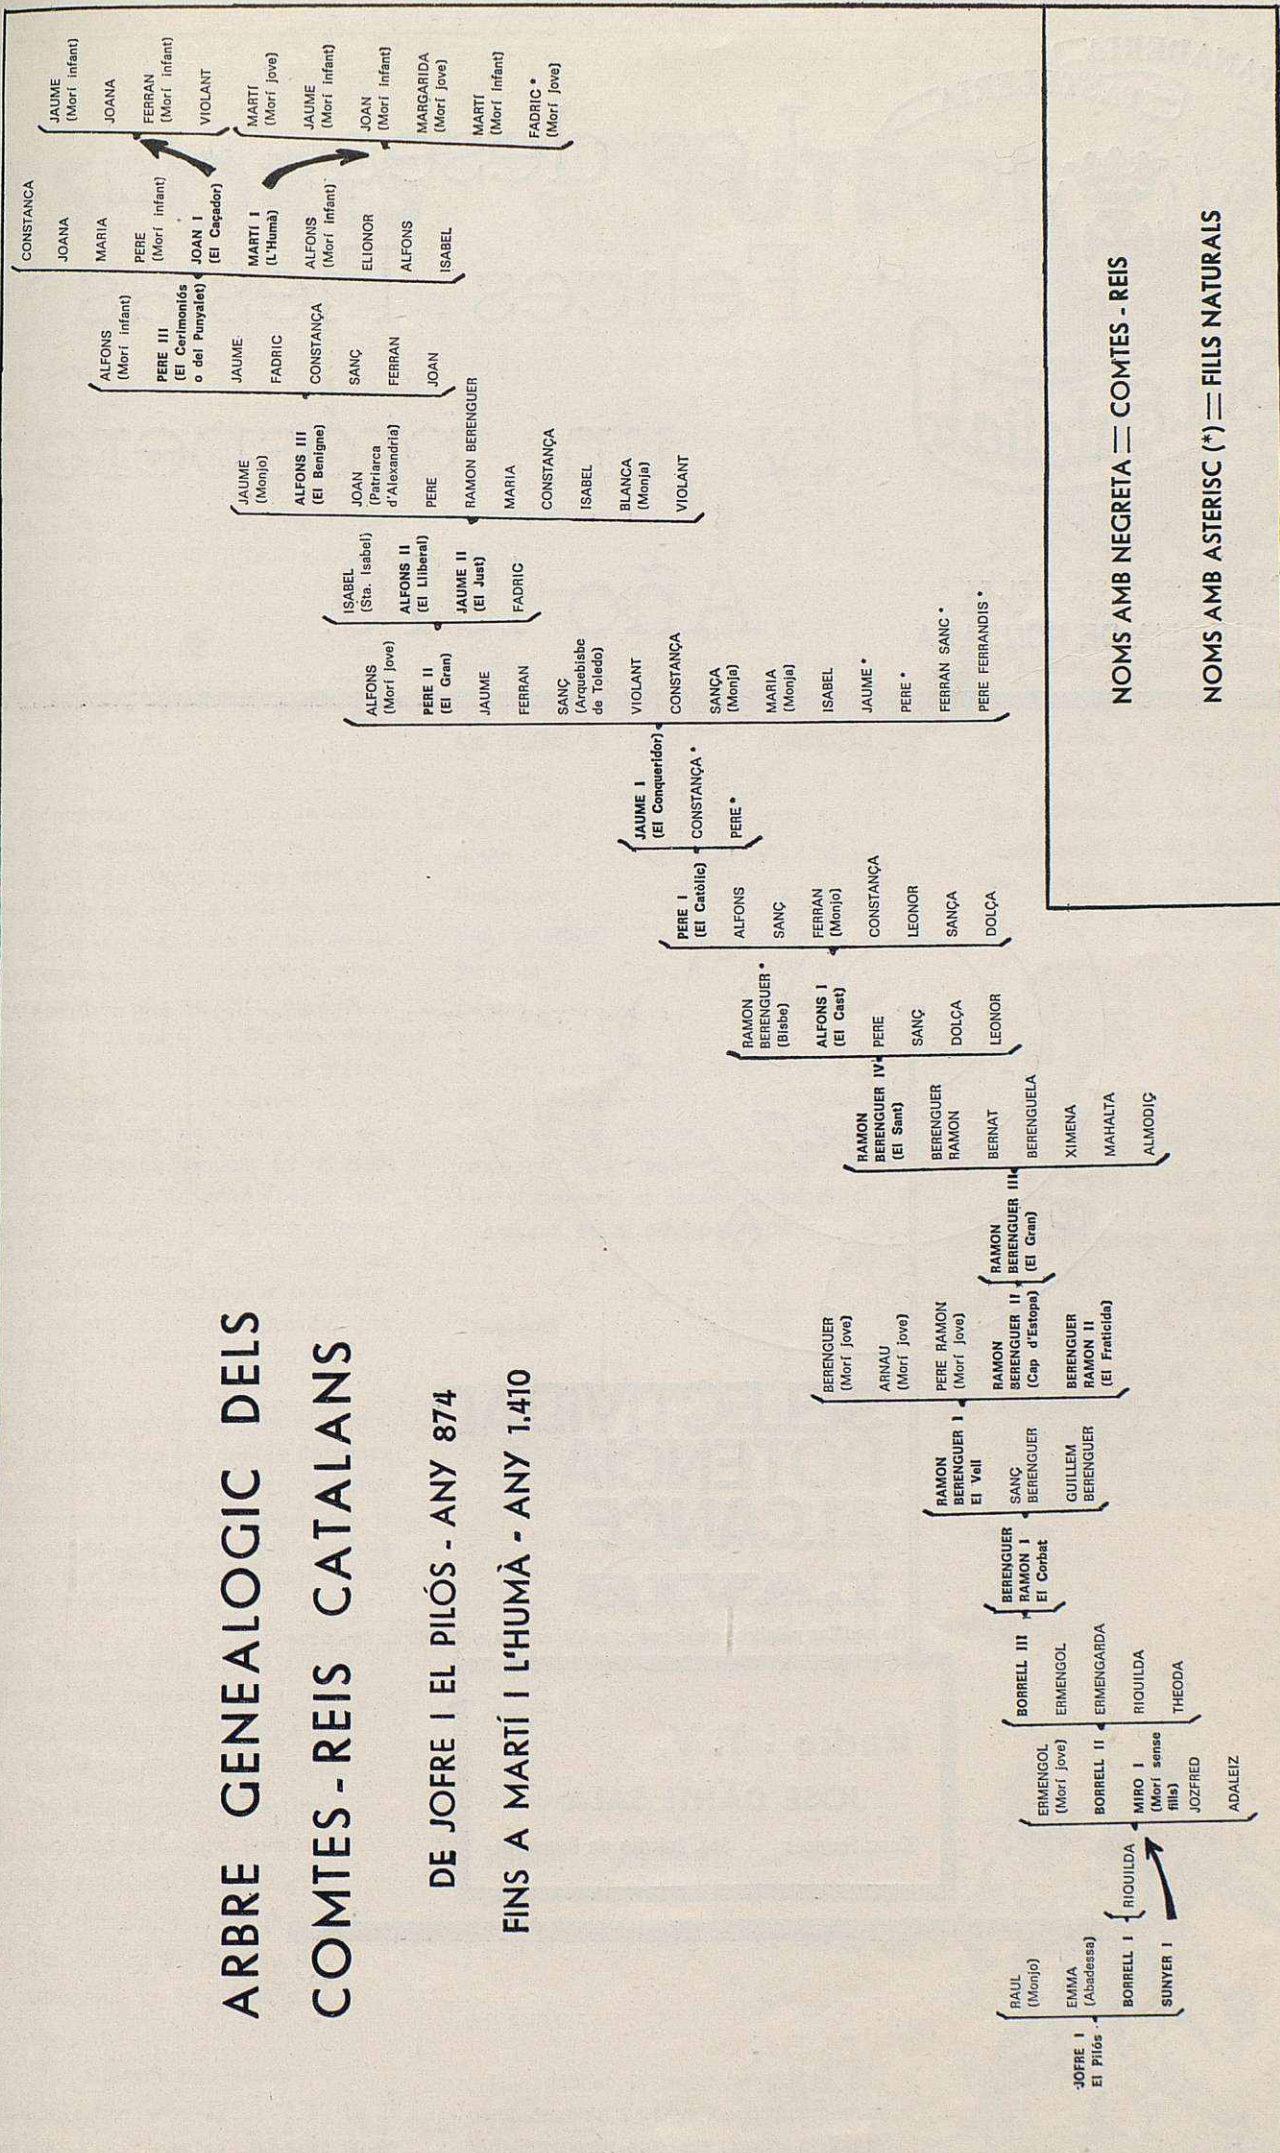 ARBRE GENEALOGIC DELS
COMTES-REIS CATALANS
DE JOFRE I EL PILÓS - ANY 874
FINS A MARTÍ I L'HUMÀ - ANY 1.410
JOFRE I
El Pilós
RAUL
(Monjo)
EMMA
(Abadessa)
BORRELL I
SUNYER I
RIQUILDA
ERMENGOL
(Morí jove)
BORRELL II
MIRO I
(Morí sense
fills)
JOZFRED
ADALEIZ
BORRELL III
ERMENGOL
ERMENGARDA
RIQUILDA
THEODA
BERENGUER
RAMON I
El Corbat
RAMON
BERENGUER I
El Vell
SANÇ
BERENGUER
GUILLEM
BERENGUER
BERENGUER
(Morí jove)
ARNAU
(Morí jove)
PERE RAMON
(Morí jove)
RAMON
BERENGUER II
(Cap d'Estopa)
BERENGUER
RAMON II
(El Fraticida)
RAMON
BERENGUER III
(El Gran)
RAMON
BERENGUER IV
(El Sant)
BERENGUER
RAMON
BERNAT
BERENGUELA
XIMENA
MAHALTA
ALMODIÇ
RAMON
BERENGUER *
(Bisbe)
ALFONS I
(El Cast)
PERE
SANÇ
DOLÇA
LEONOR
PERE I
(El Catòlic)
ALFONS
SANÇ
FERRAN
(Monjo)
CONSTANÇA
LEONOR
SANÇA
DOLÇA
JAUME I
(El Conqueridor)
CONSTANÇA *
PERE *
ALFONS
(Morí jove)
PERE II
(El Gran)
JAUME
FERRAN
SANÇ
(Arquebisbe
de Toledo)
VIOLANT
CONSTANÇA
SANÇA
(Monja)
MARIA
(Monja)
ISABEL
JAUME *
PERE *
FERRAN SANC *
PERE FERRANDIS *
ISABEL
(Sta. Isabel)
ALFONS II
(El Lliberal)
JAUME II
(El Just)
FADRIC
JAUME
(Monjo)
ALFONS III
(El Benigne)
JOAN
(Patriarca
d'Alexandria)
PERE
RAMON BERENGUER
MARIA
CONSTANÇA
ISABEL
BLANCA
(Monja)
VIOLANT
ALFONS
(Morí infant)
PERE III
(El Cerimoniós
o del Punyalet)
JAUME
FADRIC
CONSTANÇA
SANÇ
FERRAN
JOAN
CONSTANCA
JOANA
MARIA
PERE
(Morí infant)
JOAN I
(El Caçador)
MARTI I
(L'Humà)
ALFONS
(Morí infant)
ELIONOR
ALFONS
ISABEL
JAUME
(Morí infant)
JOANA
FERRAN
(Morí infant)
VIOLANT
MARTÍ
(Morí jove)
JAUME
(Morí infant)
JOAN
(Morí infant)
MARGARIDA
(Morí jove)
MARTÍ
(Morí Infant)
FADRIC *
(Morí jove)
NOMS AMB NEGRETA = COMTES - REIS
NOMS AMB ASTERISC (*) = FILLS NATURALS